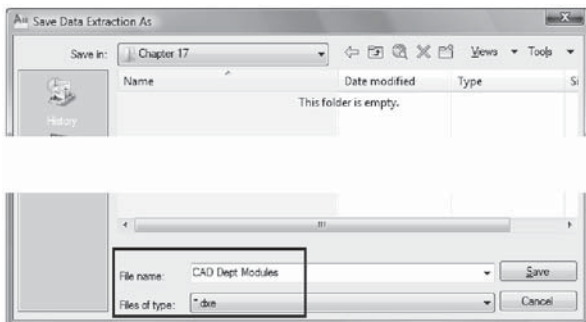 Save Data Extraction As
Save in: Chapter 17 Views Tools
Name Date modified Type Si
This folder is empty.
History
File name: CAD Dept Modules Save
Files of type: *.dxe Cancel